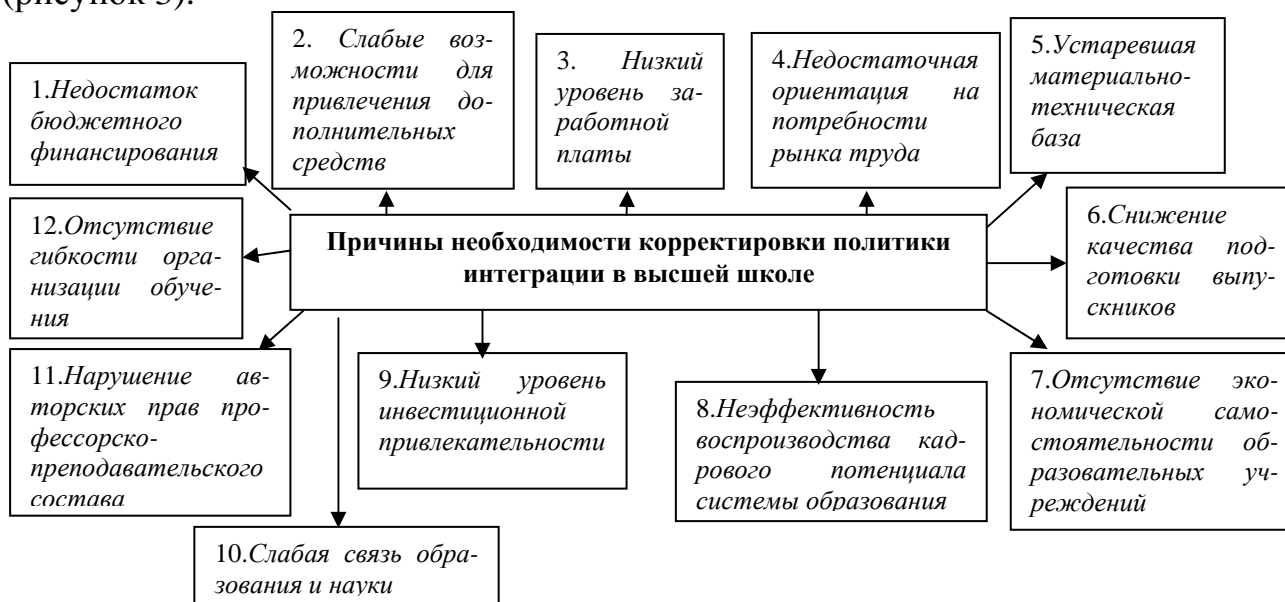 (рисунок 3).
1.Недостаток
бюджетного
финансирования
2. Слабые воз-
можности для
привлечения до-
полнительных
средств
3. Низкий
уровень за-
работной
платы
4.Недостаточная
ориентация на
потребности
рынка труда
5.Устаревшая
материально-
техническая
база
12.Отсутствие
гибкости орга-
низации обуче-
ния
Причины необходимости корректировки политики
интеграции в высшей школе
6.Снижение
качества под-
готовки выпу-
скников
11.Нарушение ав-
торских прав про-
фессорско-
преподавательского
состава
9.Низкий уровень
инвестиционной
привлекательности
8.Неэффективность
воспроизводства кад-
рового потенциала
системы образования
7.Отсутствие эко-
номической само-
стоятельности об-
разовательных уч-
реждений
10.Слабая связь обра-
зования и науки